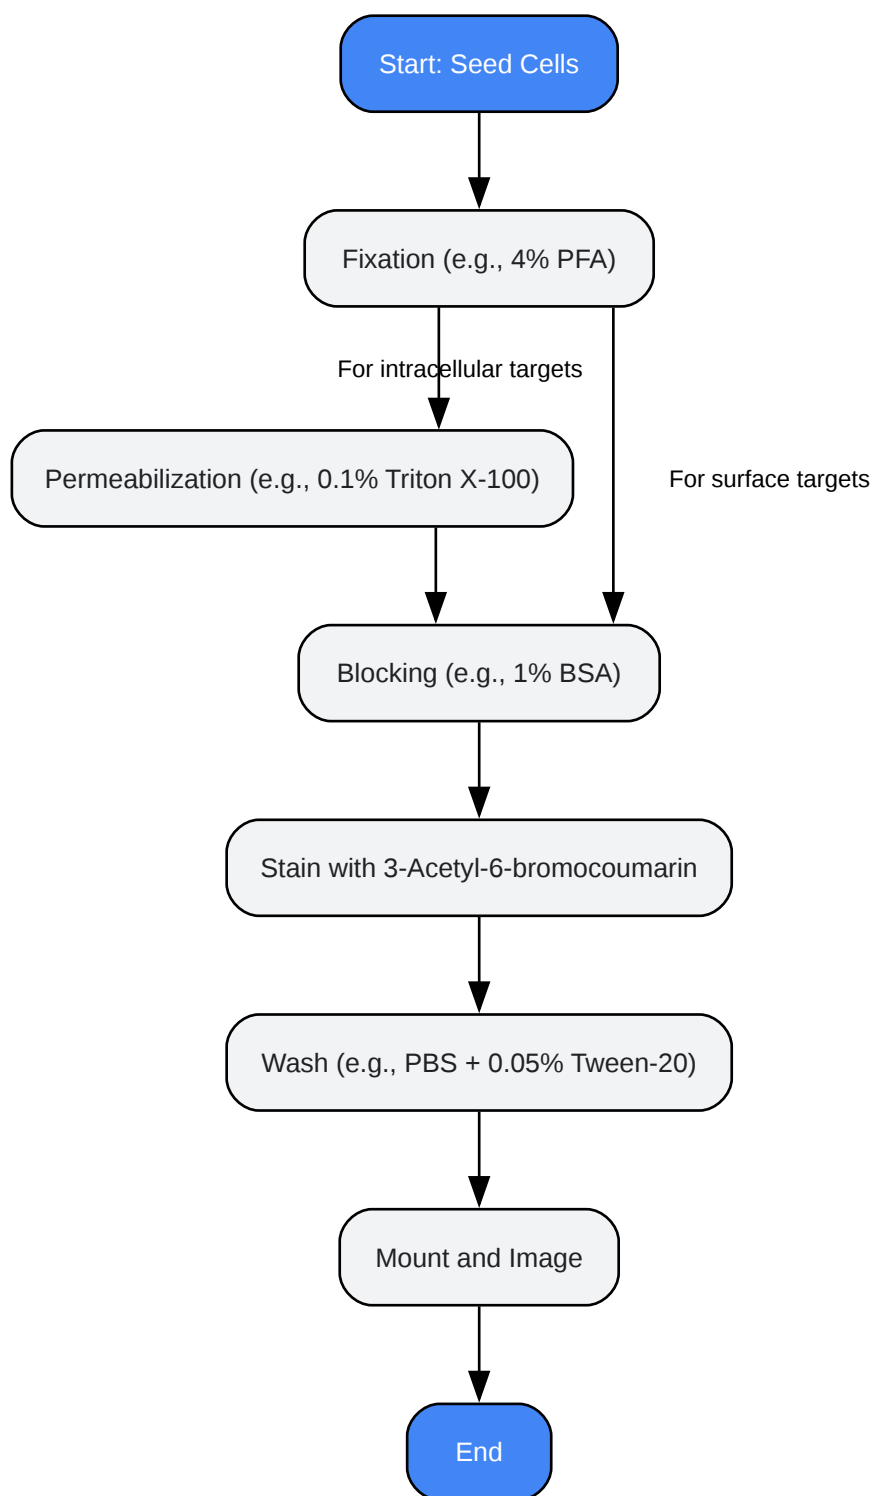 Start: Seed Cells
Fixation (e.g., 4% PFA)
For intracellular targets
Permeabilization (e.g., 0.1% Triton X-100)
For surface targets
Blocking (e.g., 1% BSA)
Stain with 3-Acetyl-6-bromocoumarin
Wash (e.g., PBS + 0.05% Tween-20)
Mount and Image
End